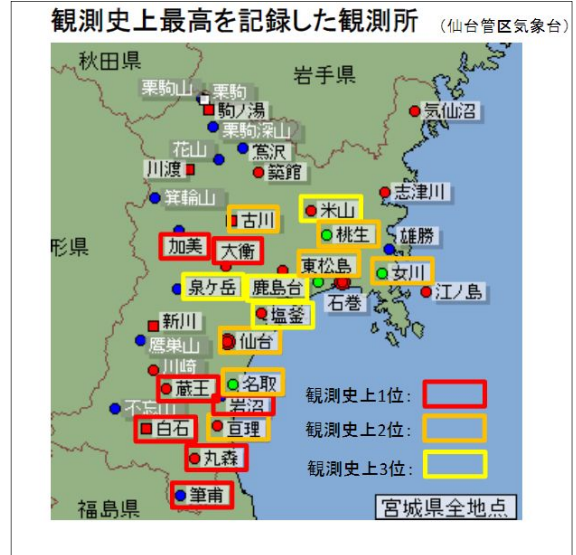 観測史上最高を記録した観測所 (仙台管区気象台)
秋田県
岩手県
栗駒山
栗駒
駒ノ湯
気仙沼
栗駒深山
花山
鴬沢
川渡
築館
志津川
箕輪山
米山
古川
桃生
雄勝
形県
加美
大衡
東松島
女川
泉ケ岳
鹿島台
石巻
江ノ島
塩釜
新川
鷹巣山
仙台
川崎
蔵王
名取
観測史上1位:
不忘山
岩沼
白石
亘理
観測史上2位:
丸森
観測史上3位:
筆甫
福島県
宮城県全地点